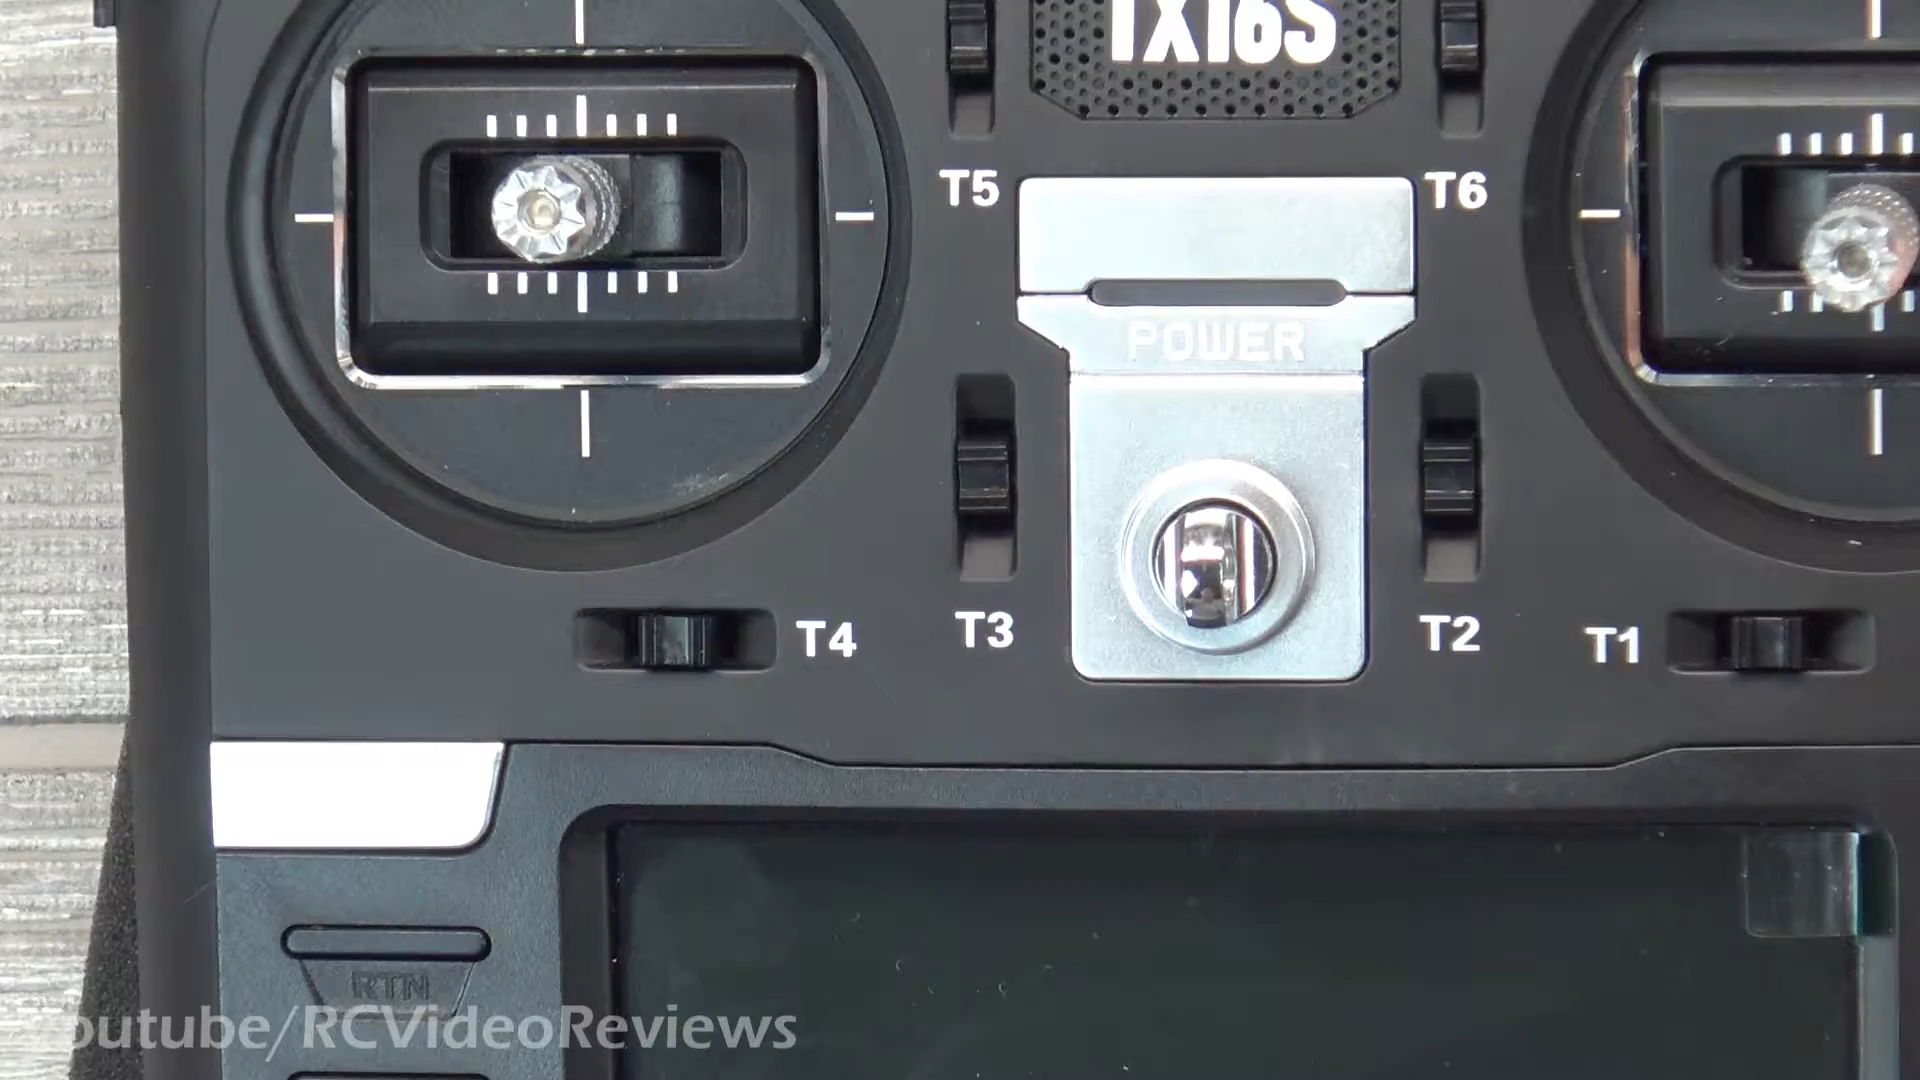 TX16S
T5
T6
POWER
T4
T3
T2
T1
RTN
Youtube/RCVideoReviews